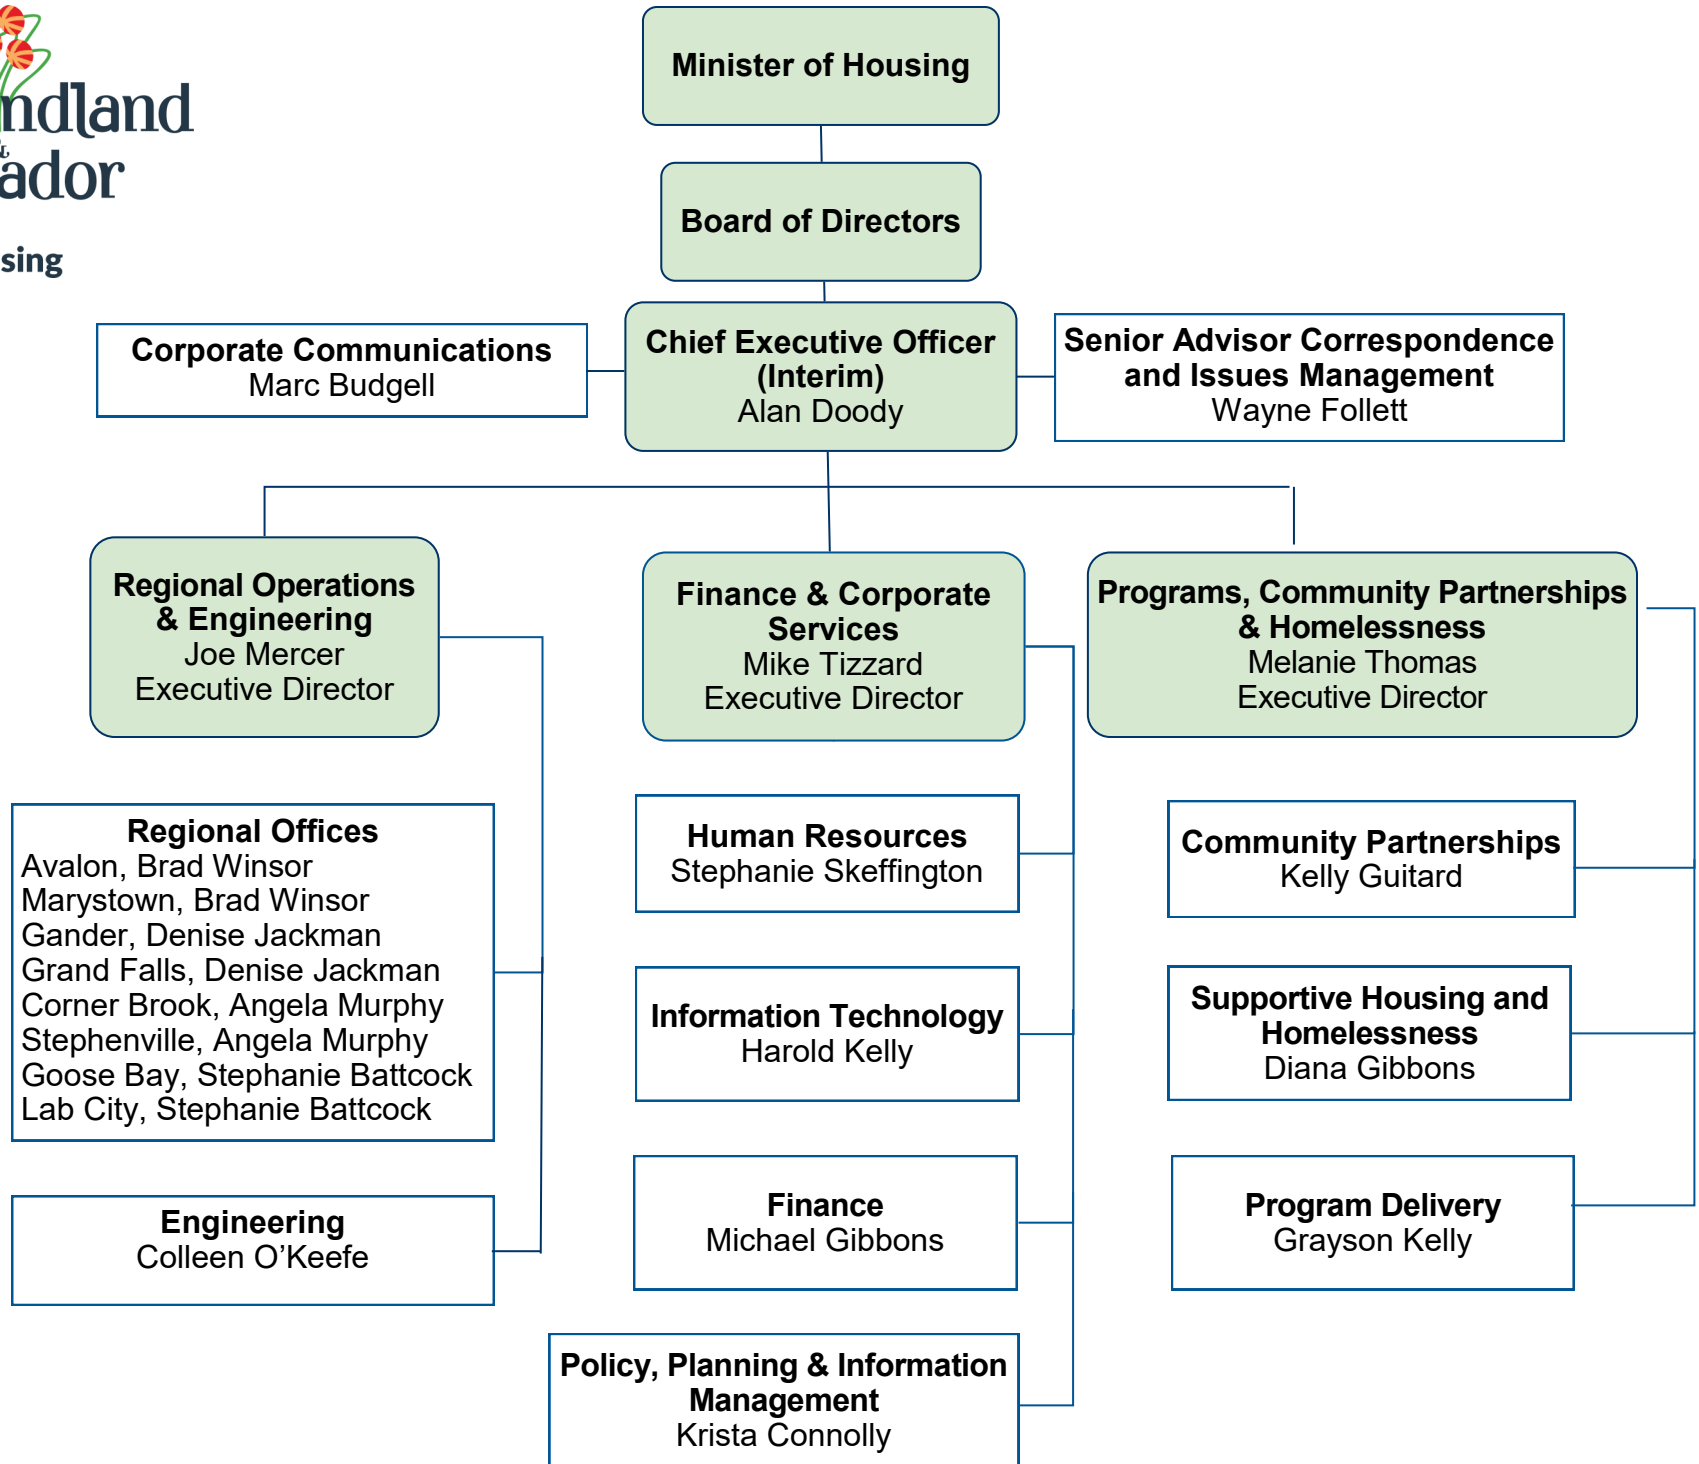 ndland
&
ador
sing
Minister of Housing
Board of Directors
Corporate Communications
Marc Budgell
Chief Executive Officer
(Interim)
Alan Doody
Senior Advisor Correspondence
and Issues Management
Wayne Follett
Regional Operations
& Engineering
Joe Mercer
Executive Director
Regional Offices
Avalon, Brad Winsor
Marystown, Brad Winsor
Gander, Denise Jackman
Grand Falls, Denise Jackman
Corner Brook, Angela Murphy
Stephenville, Angela Murphy
Goose Bay, Stephanie Battcock
Lab City, Stephanie Battcock
Engineering
Colleen O’Keefe
Finance & Corporate
Services
Mike Tizzard
Executive Director
Human Resources
Stephanie Skeffington
Information Technology
Harold Kelly
Finance
Michael Gibbons
Policy, Planning & Information
Management
Krista Connolly
Programs, Community Partnerships
& Homelessness
Melanie Thomas
Executive Director
Community Partnerships
Kelly Guitard
Supportive Housing and
Homelessness
Diana Gibbons
Program Delivery
Grayson Kelly